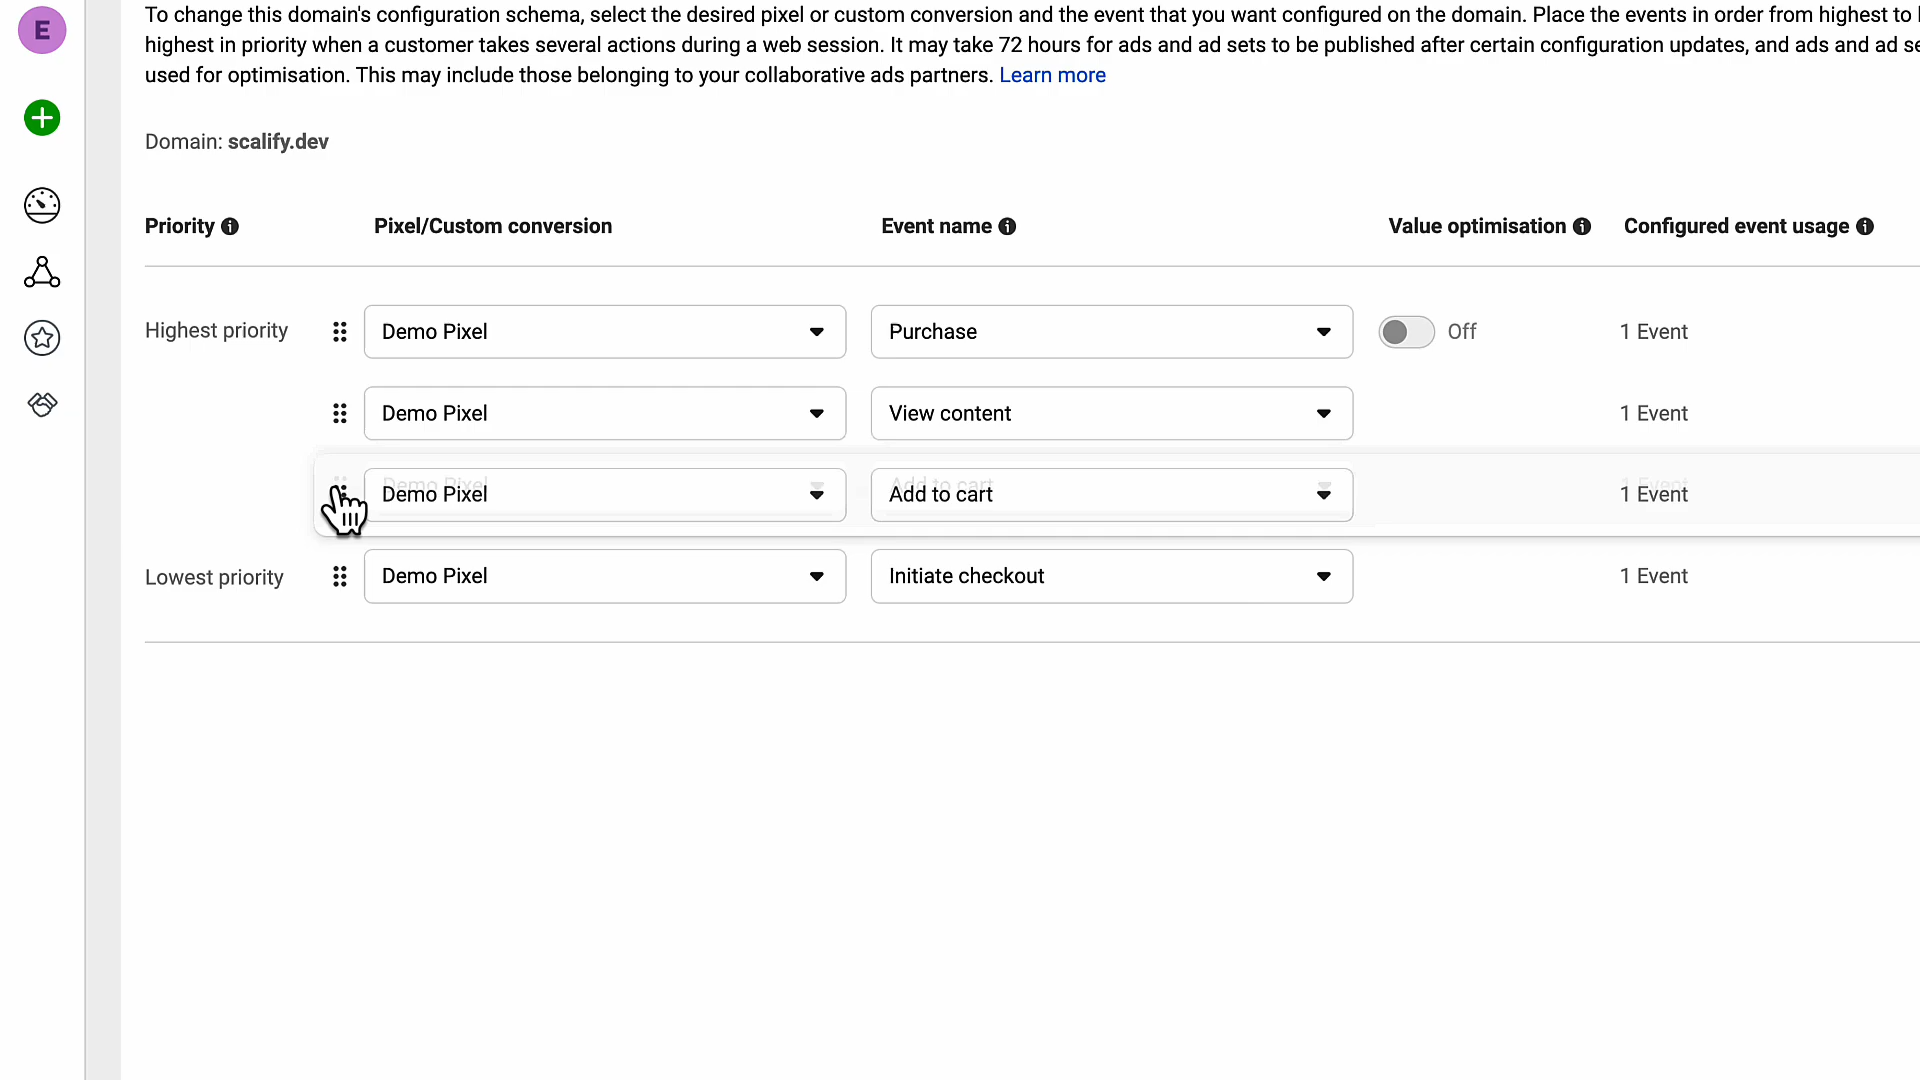 E
To change this domain's configuration schema, select the desired pixel or custom conversion and the event that you want configured on the domain. Place the events in order from highest to
highest in priority when a customer takes several actions during a web session. It may take 72 hours for ads and ad sets to be published after certain configuration updates, and ads and ad se
used for optimisation. This may include those belonging to your collaborative ads partners. Learn more
Domain: scalify.dev
Priority Pixel/Custom conversion Event name Value optimisation Configured event usage
Highest priority Demo Pixel Purchase Off 1 Event
Demo Pixel View content 1 Event
Demo Pixel Add to cart 1 Event
Lowest priority Demo Pixel Initiate checkout 1 Event